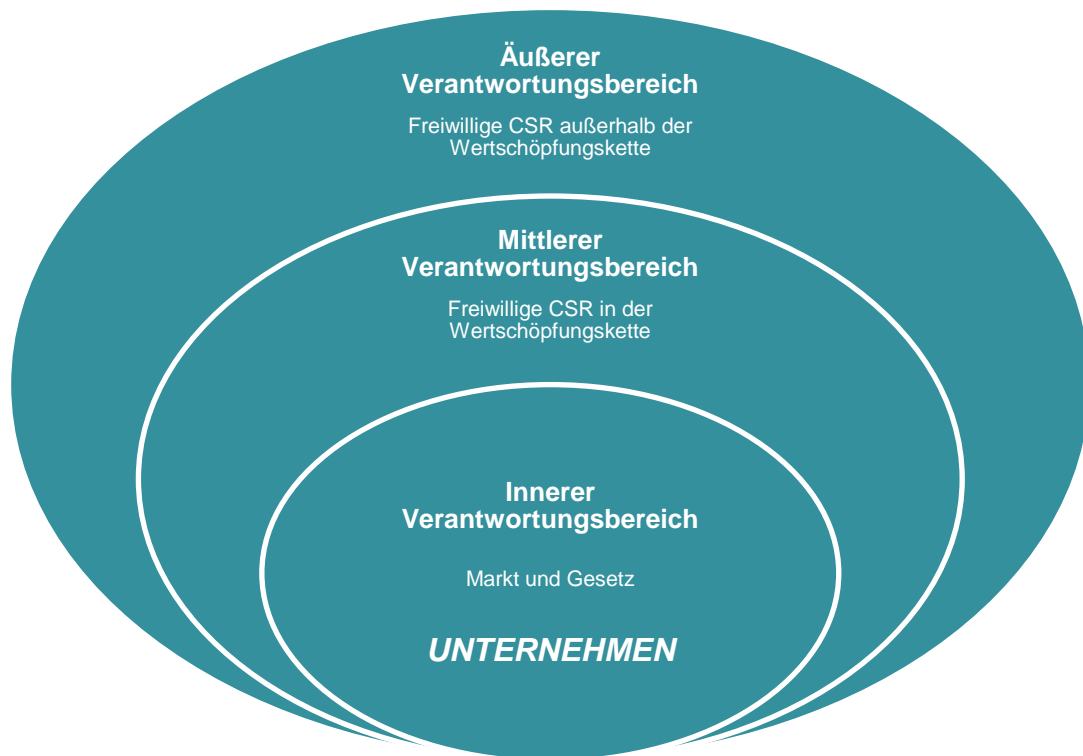 Äußerer
Verantwortungsbereich
Freiwillige CSR außerhalb der
Wertschöpfungskette
Mittlerer
Verantwortungsbereich
Freiwillige CSR in der
Wertschöpfungskette
Innerer
Verantwortungsbereich
Markt und Gesetz
UNTERNEHMEN